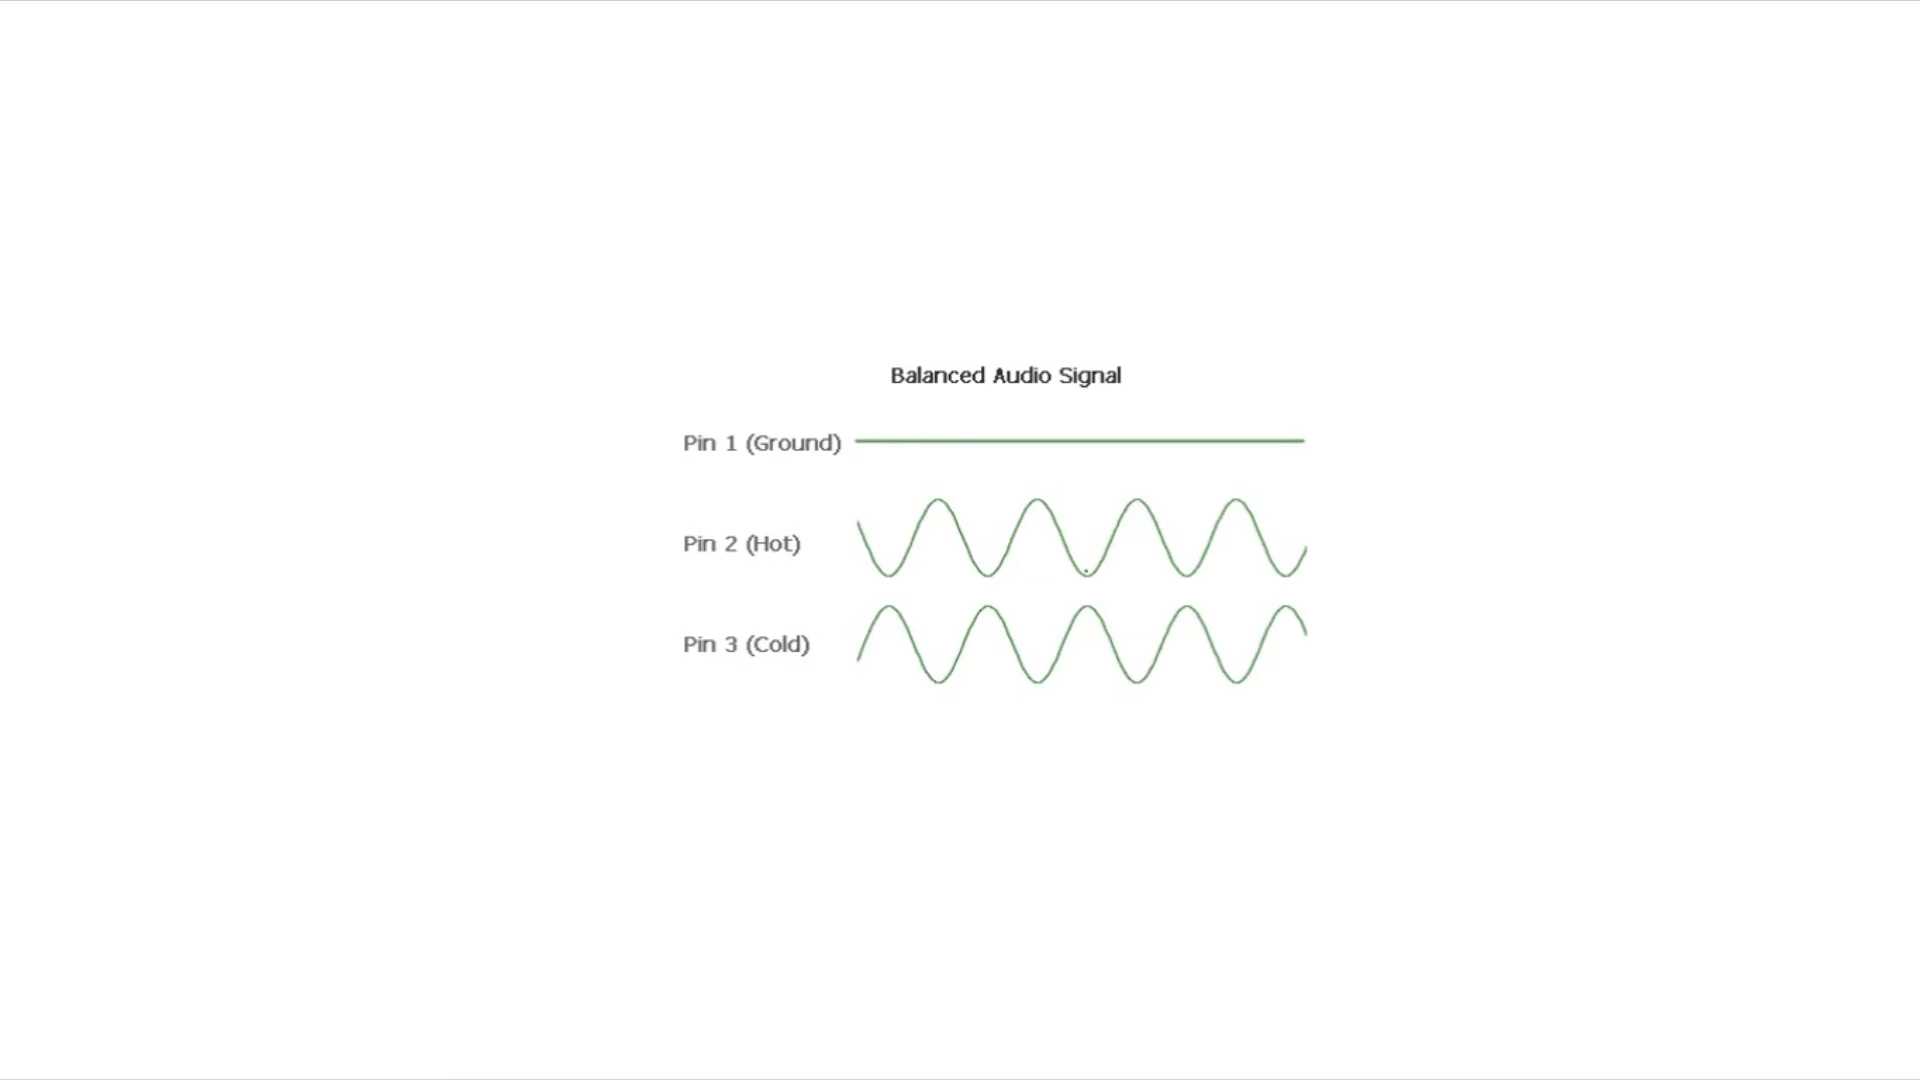 Balanced Audio Signal
Pin 1 (Ground)
Pin 2 (Hot)
Pin 3 (Cold)